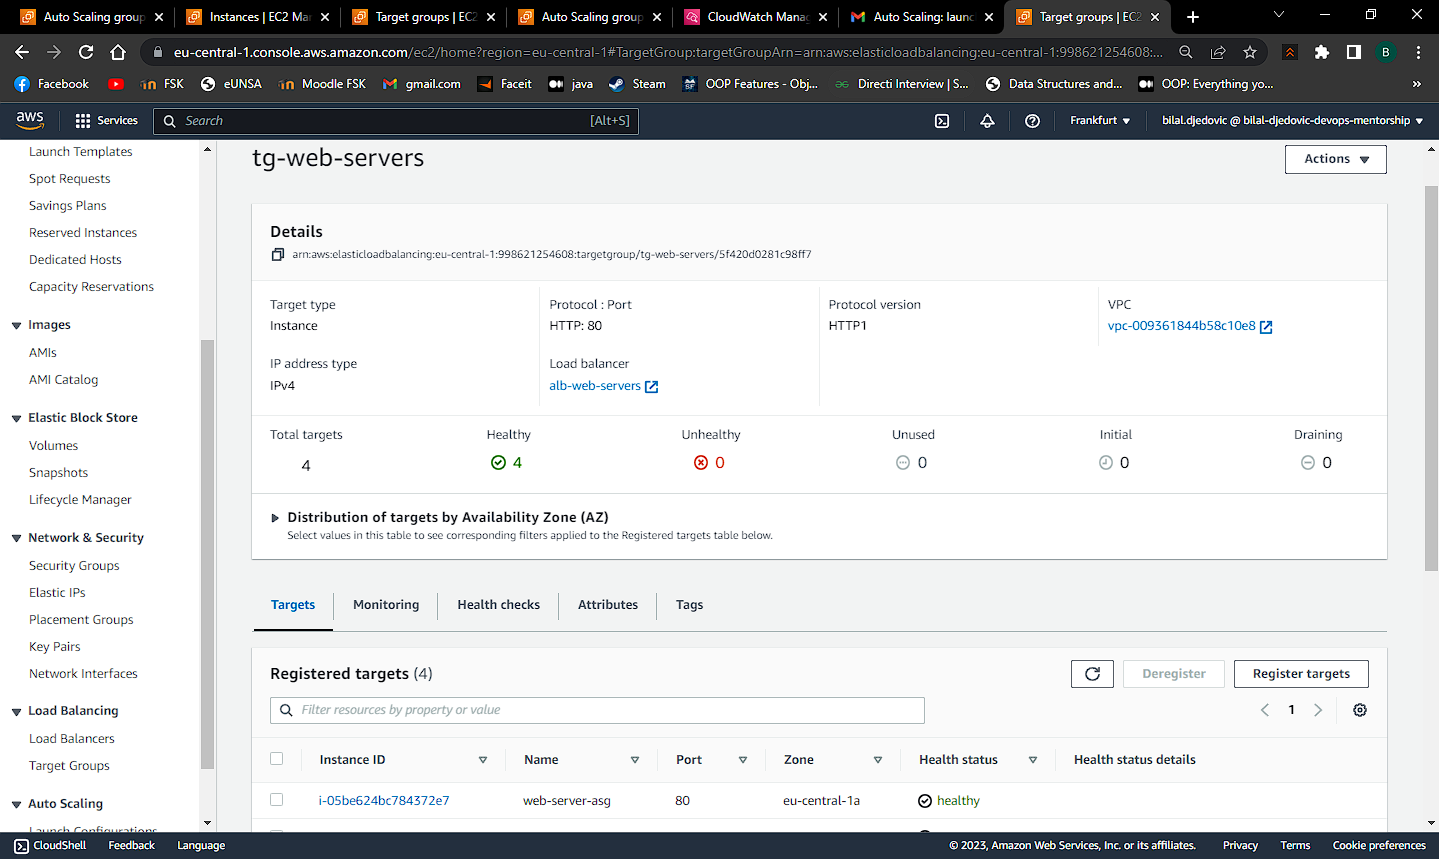 Auto Scaling group
Instances | EC2 Mar
Target groups | EC2
Auto Scaling group
CloudWatch Manag
Auto Scaling: launc
Target groups | EC2
eu-central-1.console.aws.amazon.com/ec2/home?region=eu-central-1#TargetGroup:targetGroupArn=arn:aws:elasticloadbalancing:eu-central-1:998621254608:...
B
Facebook
FSK
eUNSA
Moodle FSK
gmail.com
Faceit
java
Steam
OOP Features - Obj...
Directi Interview | S...
Data Structures and...
OOP: Everything yo...
»
aws
Services
Search
[Alt+S]
Frankfurt
bilal.djedovic @ bilal-djedovic-devops-mentorship
Launch Templates
Spot Requests
Savings Plans
Reserved Instances
Dedicated Hosts
Capacity Reservations
Images
AMIs
AMI Catalog
Elastic Block Store
Volumes
Snapshots
Lifecycle Manager
Network & Security
Security Groups
Elastic IPs
Placement Groups
Key Pairs
Network Interfaces
Load Balancing
Load Balancers
Target Groups
Auto Scaling
Launch Configurations
tg-web-servers
Actions
Details
arn:aws:elasticloadbalancing:eu-central-1:998621254608:targetgroup/tg-web-servers/5f420d0281c98ff7
Target type
Instance
Protocol : Port
HTTP: 80
Protocol version
HTTP1
VPC
vpc-009361844b58c10e8
IP address type
IPv4
Load balancer
alb-web-servers
Total targets
4
Healthy
4
Unhealthy
0
Unused
0
Initial
0
Draining
0
Distribution of targets by Availability Zone (AZ)
Select values in this table to see corresponding filters applied to the Registered targets table below.
Targets
Monitoring
Health checks
Attributes
Tags
Registered targets (4)
Deregister
Register targets
Filter resources by property or value
1
Instance ID
Name
Port
Zone
Health status
Health status details
i-05be624bc784372e7
web-server-asg
80
eu-central-1a
healthy
CloudShell
Feedback
Language
© 2023, Amazon Web Services, Inc. or its affiliates.
Privacy
Terms
Cookie preferences